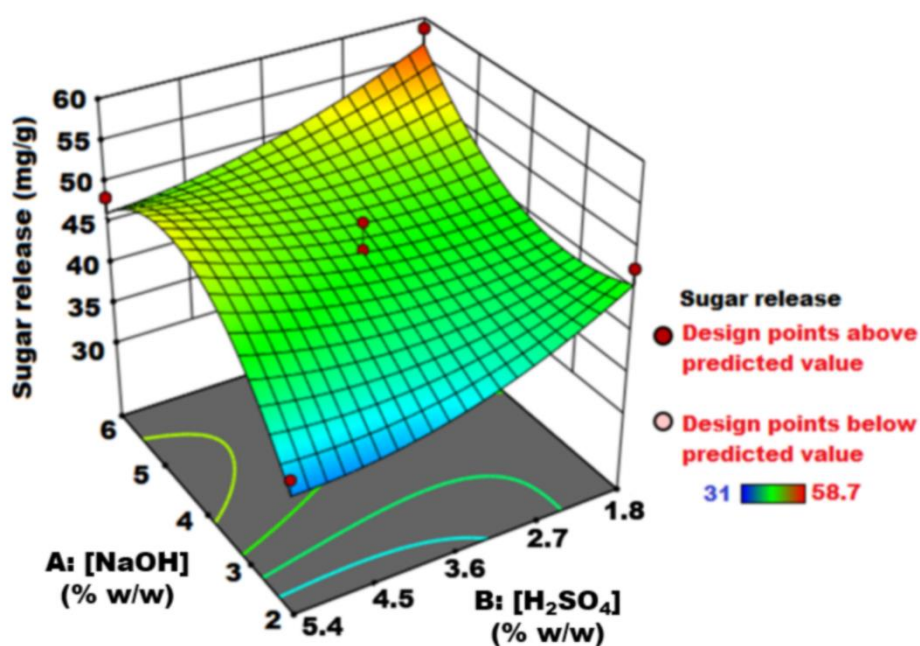 Sugar release (mg/g)
60
55
50
45
40
35
30
6
5
4
3
2
A: [NaOH]
(% w/w)
5.4
4.5
3.6
2.7
1.8
B: [H₂SO₄]
(% w/w)
Sugar release
Design points above
predicted value
Design points below
predicted value
31 58.7